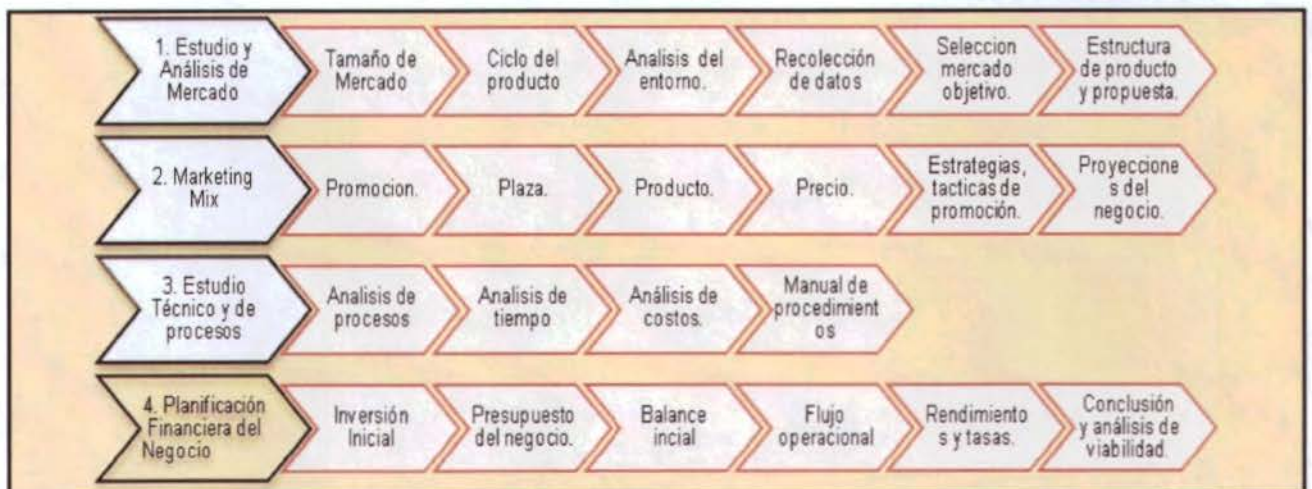 1. Estudio y
Análisis de
Mercado
Tamaño de
Mercado
Ciclo del
producto
Analisis del
entorno.
Recolección
de datos
Seleccion
mercado
objetivo.
Estructura
de producto
y propuesta.
2. Marketing
Mix
Promocion.
Plaza.
Producto.
Precio.
Estrategias,
tacticas de
promoción.
Proyeccione
s del
negocio.
3. Estudio
Técnico y de
procesos
Analisis de
procesos
Analisis de
tiempo
Análisis de
costos.
Manual de
procedimient
os
4. Planificación
Financiera del
Negocio
Inversión
Inicial
Presupuesto
del negocio.
Balance
incial
Flujo
operacional
Rendimiento
s y tasas.
Conclusión
y análisis de
viabilidad.